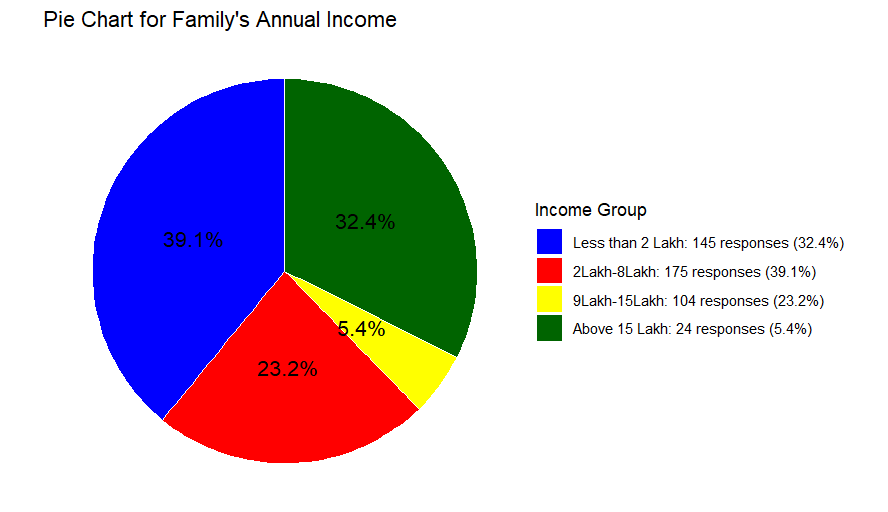 Pie Chart for Family's Annual Income
32.4%
39.1%
5.4%
23.2%
Income Group
Less than 2 Lakh: 145 responses (32.4%)
2Lakh-8Lakh: 175 responses (39.1%)
9Lakh-15Lakh: 104 responses (23.2%)
Above 15 Lakh: 24 responses (5.4%)